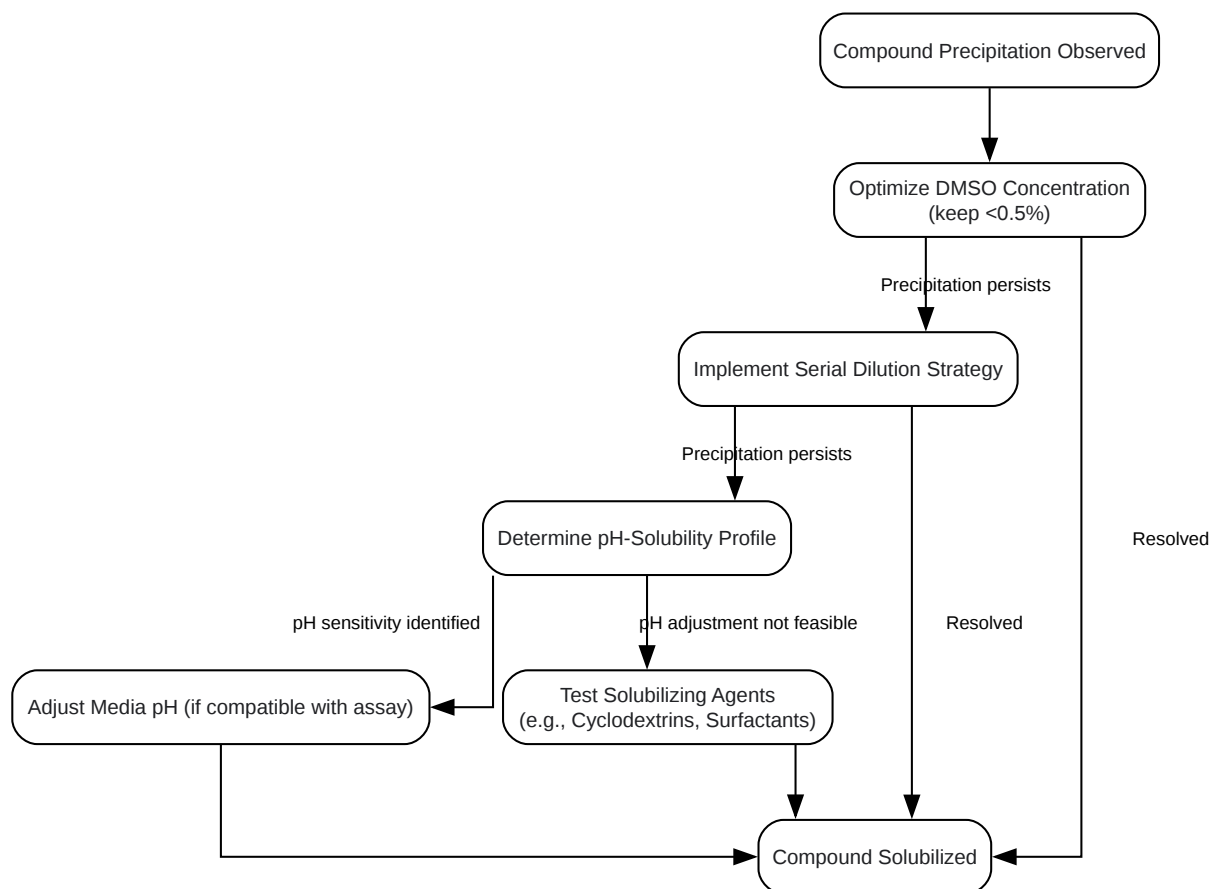 Compound Precipitation Observed
Optimize DMSO Concentration
(keep <0.5%)
Precipitation persists
Implement Serial Dilution Strategy
Precipitation persists
Determine pH-Solubility Profile
Resolved
pH sensitivity identified
pH adjustment not feasible
Resolved
Adjust Media pH (if compatible with assay)
Test Solubilizing Agents
(e.g., Cyclodextrins, Surfactants)
Compound Solubilized